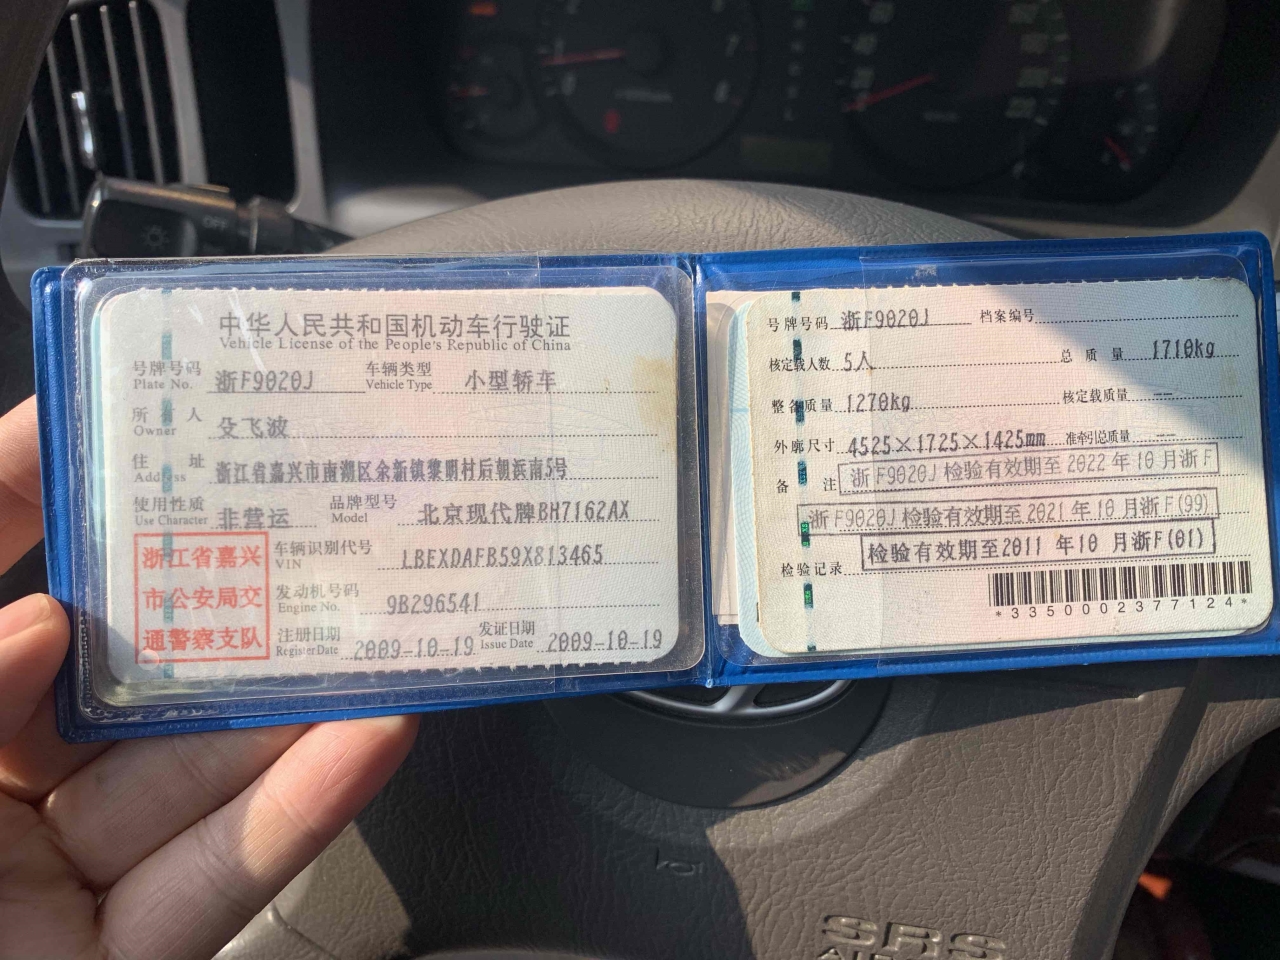 中华人民共和国机动车行驶证
Vehicle License of the People's Republic of China
号牌号码 Plate No. 浙F9020J 车辆类型 Vehicle Type 小型轿车
所有人 Owner 殳飞波
住址 Address 浙江省嘉兴市南湖区余新镇黎明村后朝浜南5号
使用性质 Use Character 非营运 品牌型号 Model 北京现代牌BH7162AX
浙江省嘉兴
市公安局交
通警察支队
车辆识别代号 VIN LBEXDAFB59X813465
发动机号码 Engine No. 9B296541
注册日期 Register Date 2009-10-19 发证日期 Issue Date 2009-10-19
号牌号码 浙F9020J 档案编号
核定载人数 5人 总质量 1710kg
整备质量 1270kg 核定载质量 --
外廓尺寸 4525×1725×1425mm 准牵引总质量 --
备注 浙F9020J 检验有效期至2022年10月浙F
浙F9020J 检验有效期至2021年10月浙F(99)
检验记录 检验有效期至2011年10月浙F(01)
*3350002377124*
OFF
SRS